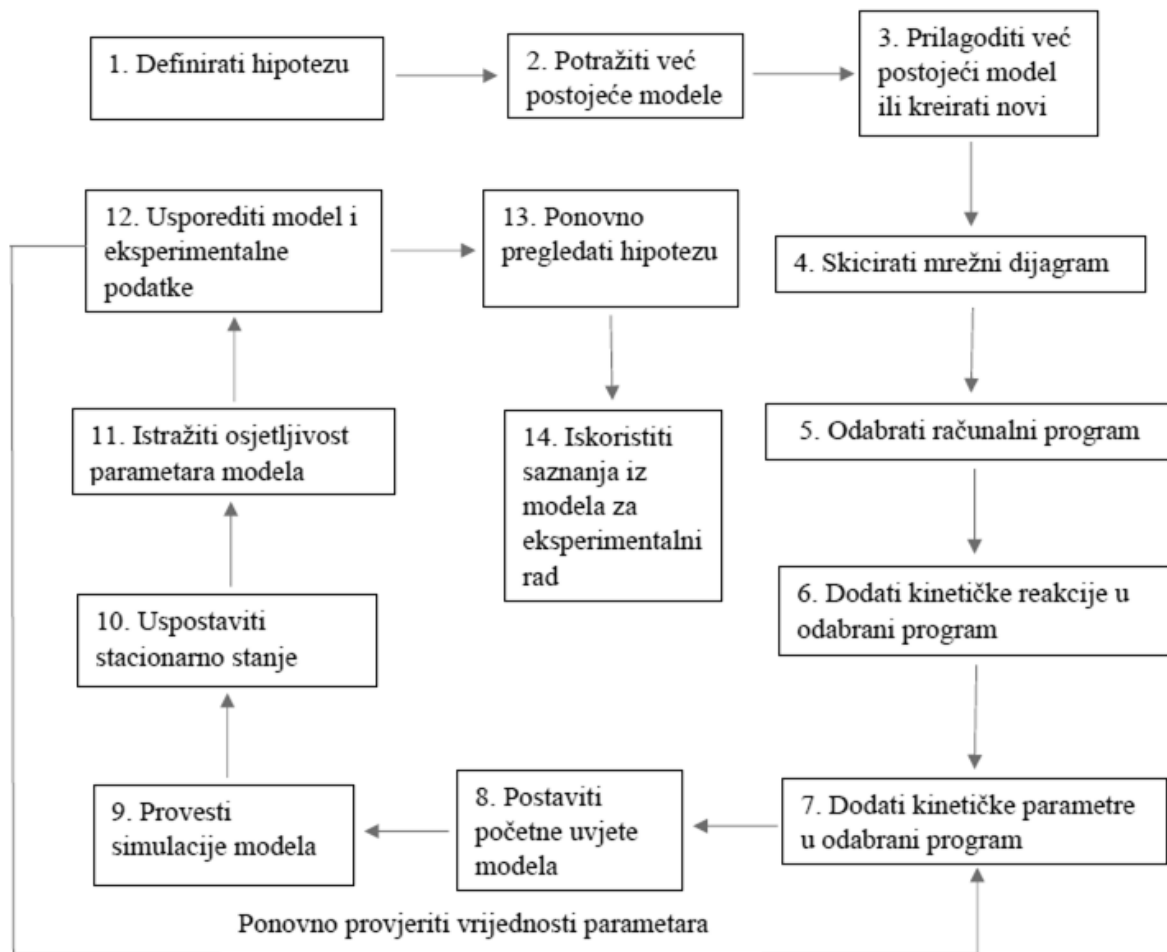 1. Definirati hipotezu
2. Potražiti već
postojeće modele
3. Prilagoditi već
postojeći model
ili kreirati novi
4. Skicirati mrežni dijagram
5. Odabrati računalni program
6. Dodati kinetičke reakcije u
odabrani program
7. Dodati kinetičke parametre
u odabrani program
8. Postaviti
početne uvjete
modela
9. Provesti
simulacije modela
10. Uspostaviti
stacionarno stanje
11. Istražiti osjetljivost
parametara modela
12. Usporediti model i
eksperimentalne
podatke
13. Ponovno
pregledati hipotezu
14. Iskoristiti
saznanja iz
modela za
eksperimentalni
rad
Ponovno provjeriti vrijednosti parametara